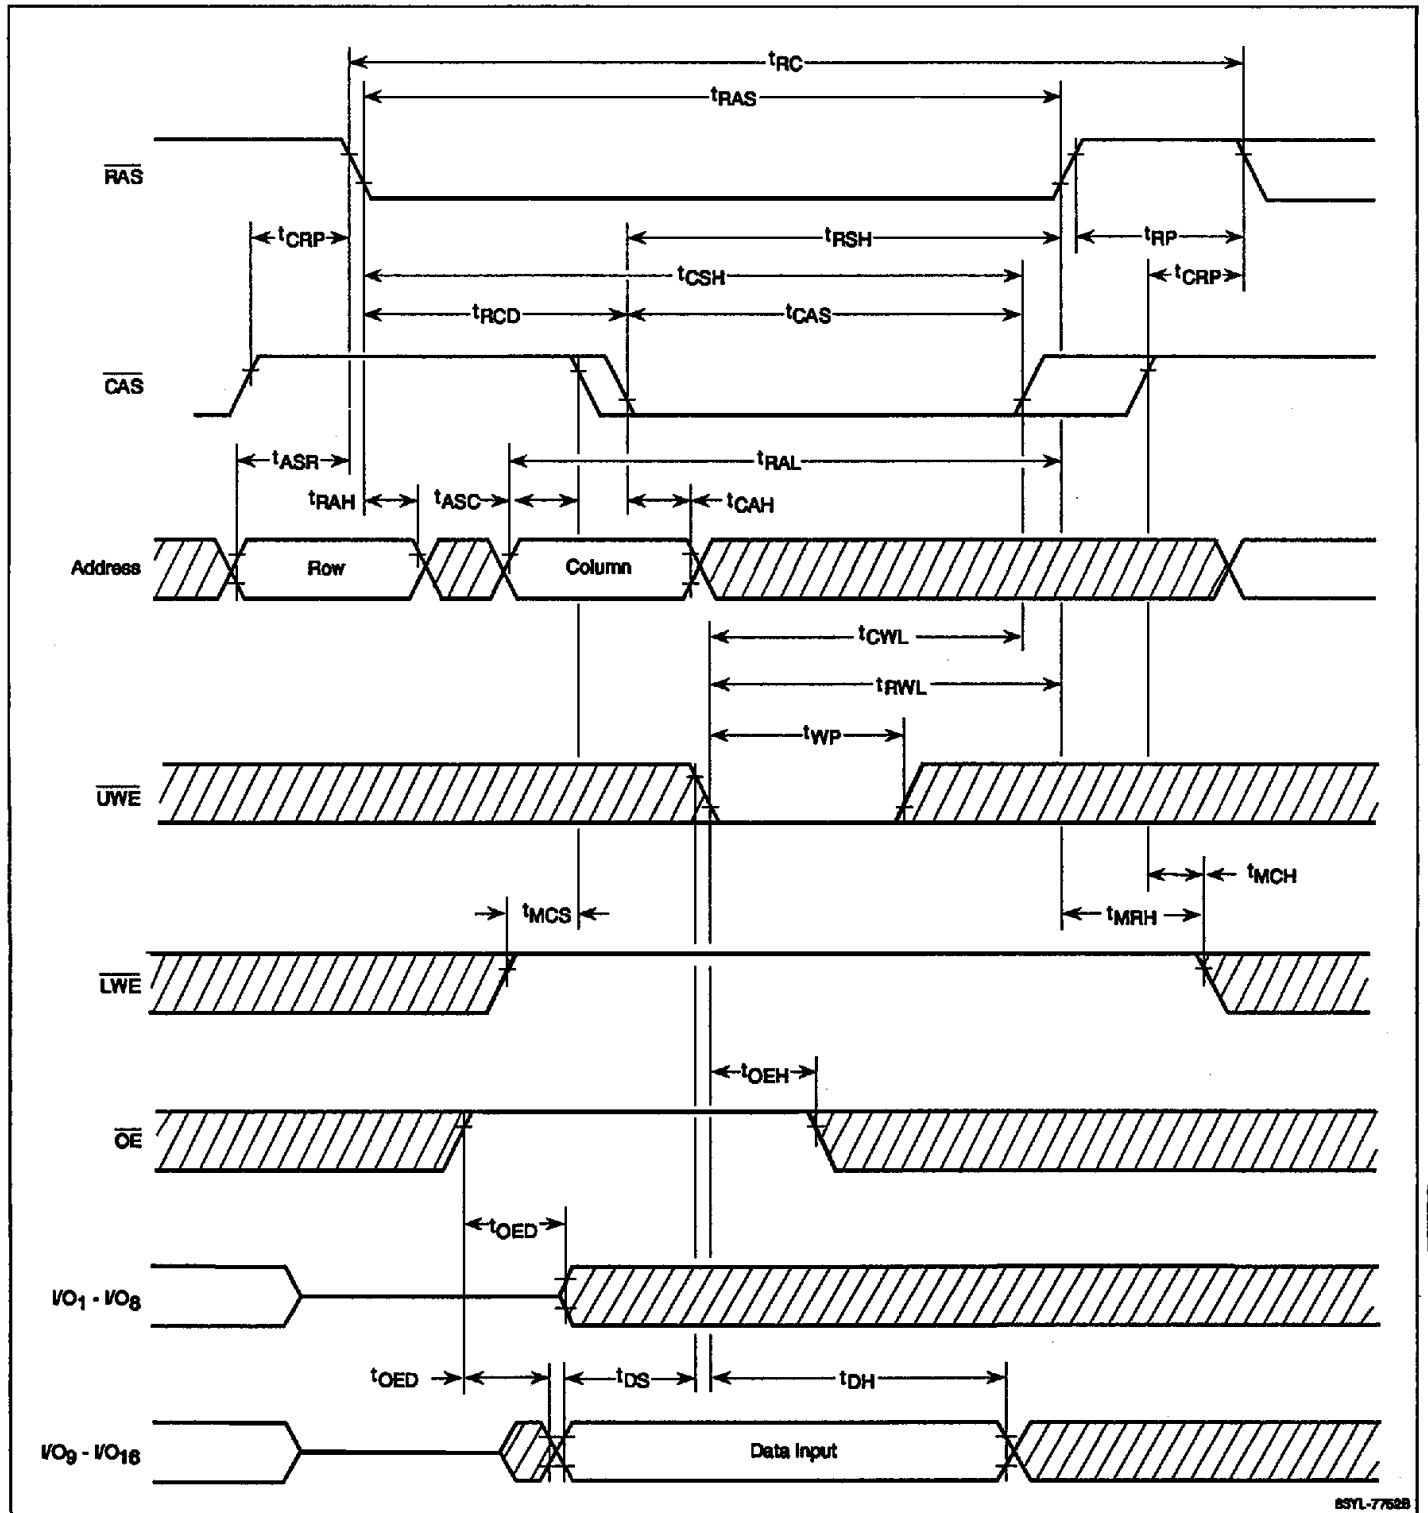 tRC
tRAS
RAS
tCRP
tRSH
tRP
tCSH
tCRP
tRCD
tCAS
CAS
tASR
tRAL
tRAH
tASC
tCAH
Address
Row
Column
tCWL
tRWL
tWP
UWE
tMCH
tMCS
tMRH
LWE
tOEH
OE
tOED
I/O1 - I/O8
tOED
tDS
tDH
I/O9 - I/O16
Data Input
83YL-7752B